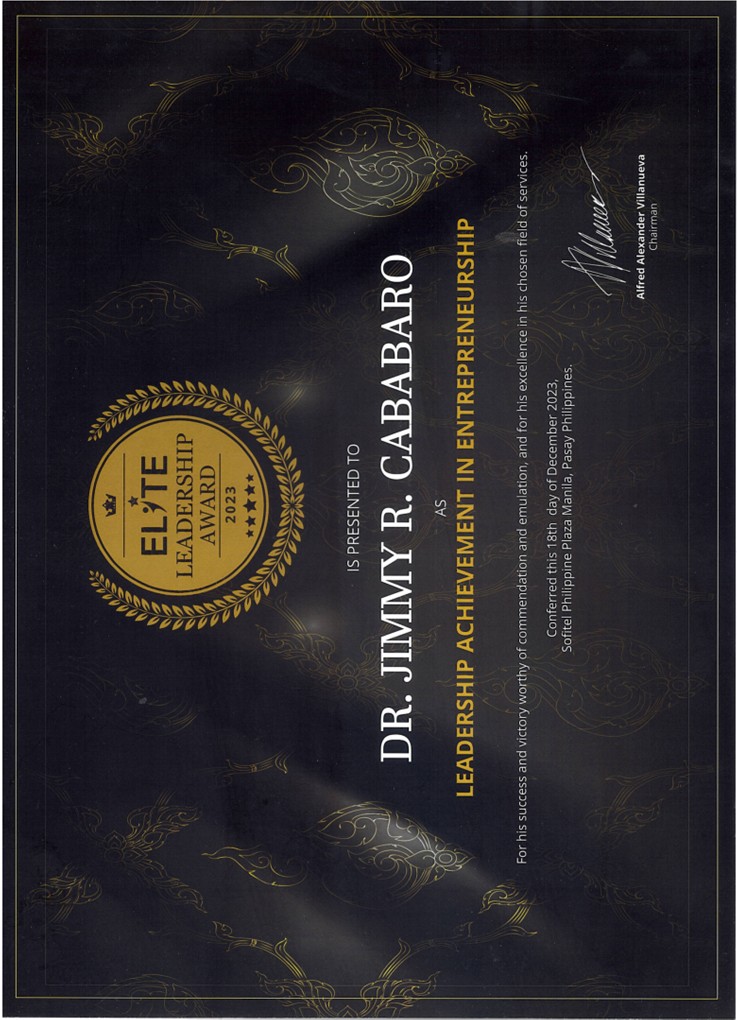 ELITE
LEADERSHIP
AWARD
2023
IS PRESENTED TO
DR. JIMMY R. CABABARO
AS
LEADERSHIP ACHIEVEMENT IN ENTREPRENEURSHIP
For his success and victory worthy of commendation and emulation, and for his excellence in his chosen field of services.
Conferred this 18th day of December 2023,
Sofitel Philippine Plaza Manila, Pasay Philippines.
Alfred Alexander Villanueva
Chairman